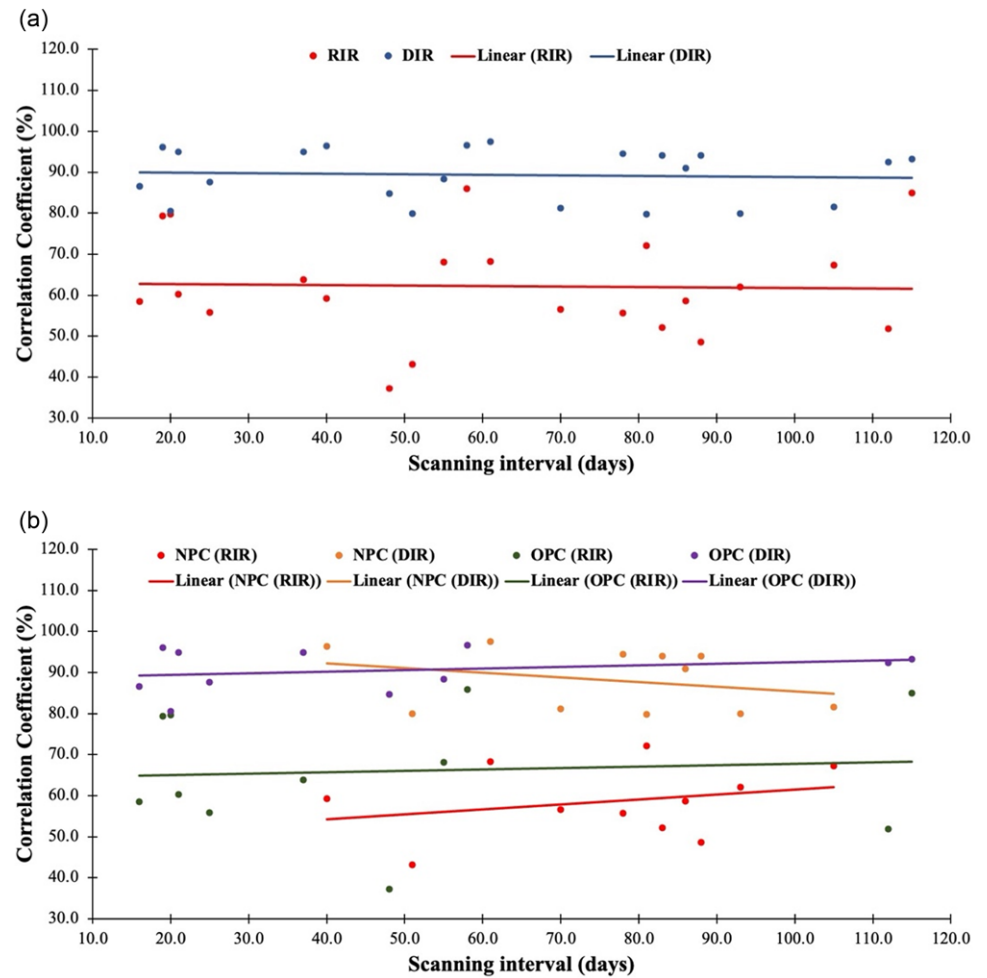 (a)
RIR DIR Linear (RIR) Linear (DIR)
120.0
110.0
100.0
90.0
80.0
70.0
60.0
50.0
40.0
30.0
Correlation Coefficient (%)
10.0 20.0 30.0 40.0 50.0 60.0 70.0 80.0 90.0 100.0 110.0 120.0
Scanning interval (days)
(b)
NPC (RIR) NPC (DIR) OPC (RIR) OPC (DIR)
Linear (NPC (RIR)) Linear (NPC (DIR)) Linear (OPC (RIR)) Linear (OPC (DIR))
120.0
110.0
100.0
90.0
80.0
70.0
60.0
50.0
40.0
30.0
Correlation Coefficient (%)
10.0 20.0 30.0 40.0 50.0 60.0 70.0 80.0 90.0 100.0 110.0 120.0
Scanning interval (days)